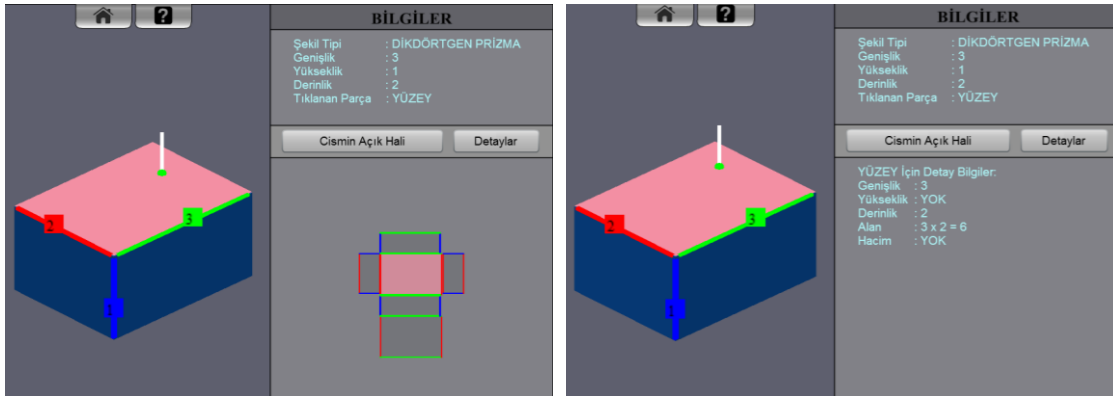 ?
BİLGİLER
Şekil Tipi : DİKDÖRTGEN PRİZMA
Genişlik : 3
Yükseklik : 1
Derinlik : 2
Tıklanan Parça : YÜZEY
Cismin Açık Hali
Detaylar
2
3
1
?
BİLGİLER
Şekil Tipi : DİKDÖRTGEN PRİZMA
Genişlik : 3
Yükseklik : 1
Derinlik : 2
Tıklanan Parça : YÜZEY
Cismin Açık Hali
Detaylar
YÜZEY İçin Detay Bilgiler:
Genişlik : 3
Yükseklik : YOK
Derinlik : 2
Alan : 3 x 2 = 6
Hacim : YOK
2
3
1